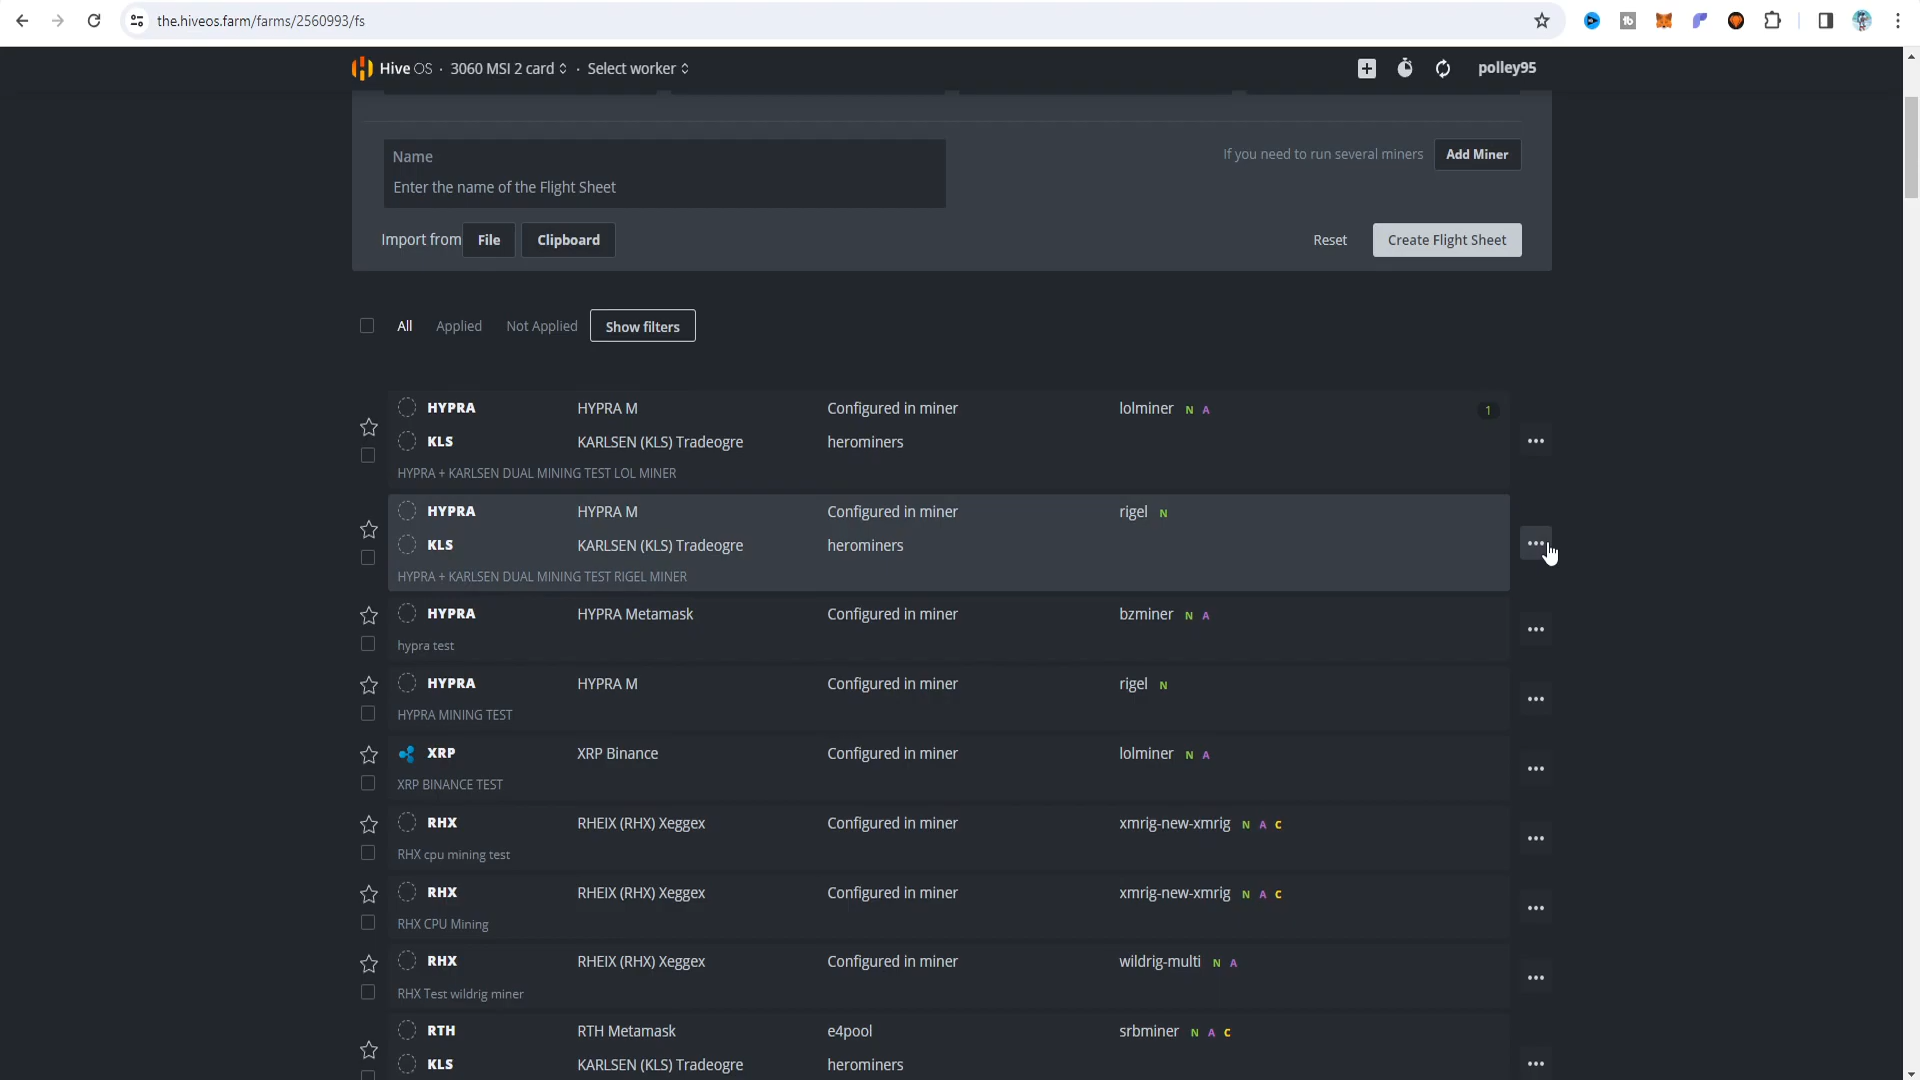 the.hiveos.farm/farms/2560993/fs
Hive OS · 3060 MSI 2 card · Select worker polley95
Name
Enter the name of the Flight Sheet
If you need to run several miners Add Miner
Import from File Clipboard Reset Create Flight Sheet
All Applied Not Applied Show filters
HYPRA HYPRA M Configured in miner lolminer N A 1
KLS KARLSEN (KLS) Tradeogre herominers
HYPRA + KARLSEN DUAL MINING TEST LOL MINER
HYPRA HYPRA M Configured in miner rigel N
KLS KARLSEN (KLS) Tradeogre herominers
HYPRA + KARLSEN DUAL MINING TEST RIGEL MINER
HYPRA HYPRA Metamask Configured in miner bzminer N A
hypra test
HYPRA HYPRA M Configured in miner rigel N
HYPRA MINING TEST
XRP XRP Binance Configured in miner lolminer N A
XRP BINANCE TEST
RHX RHEIX (RHX) Xeggex Configured in miner xmrig-new-xmrig N A C
RHX cpu mining test
RHX RHEIX (RHX) Xeggex Configured in miner xmrig-new-xmrig N A C
RHX CPU Mining
RHX RHEIX (RHX) Xeggex Configured in miner wildrig-multi N A
RHX Test wildrig miner
RTH RTH Metamask e4pool srbminer N A C
KLS KARLSEN (KLS) Tradeogre herominers